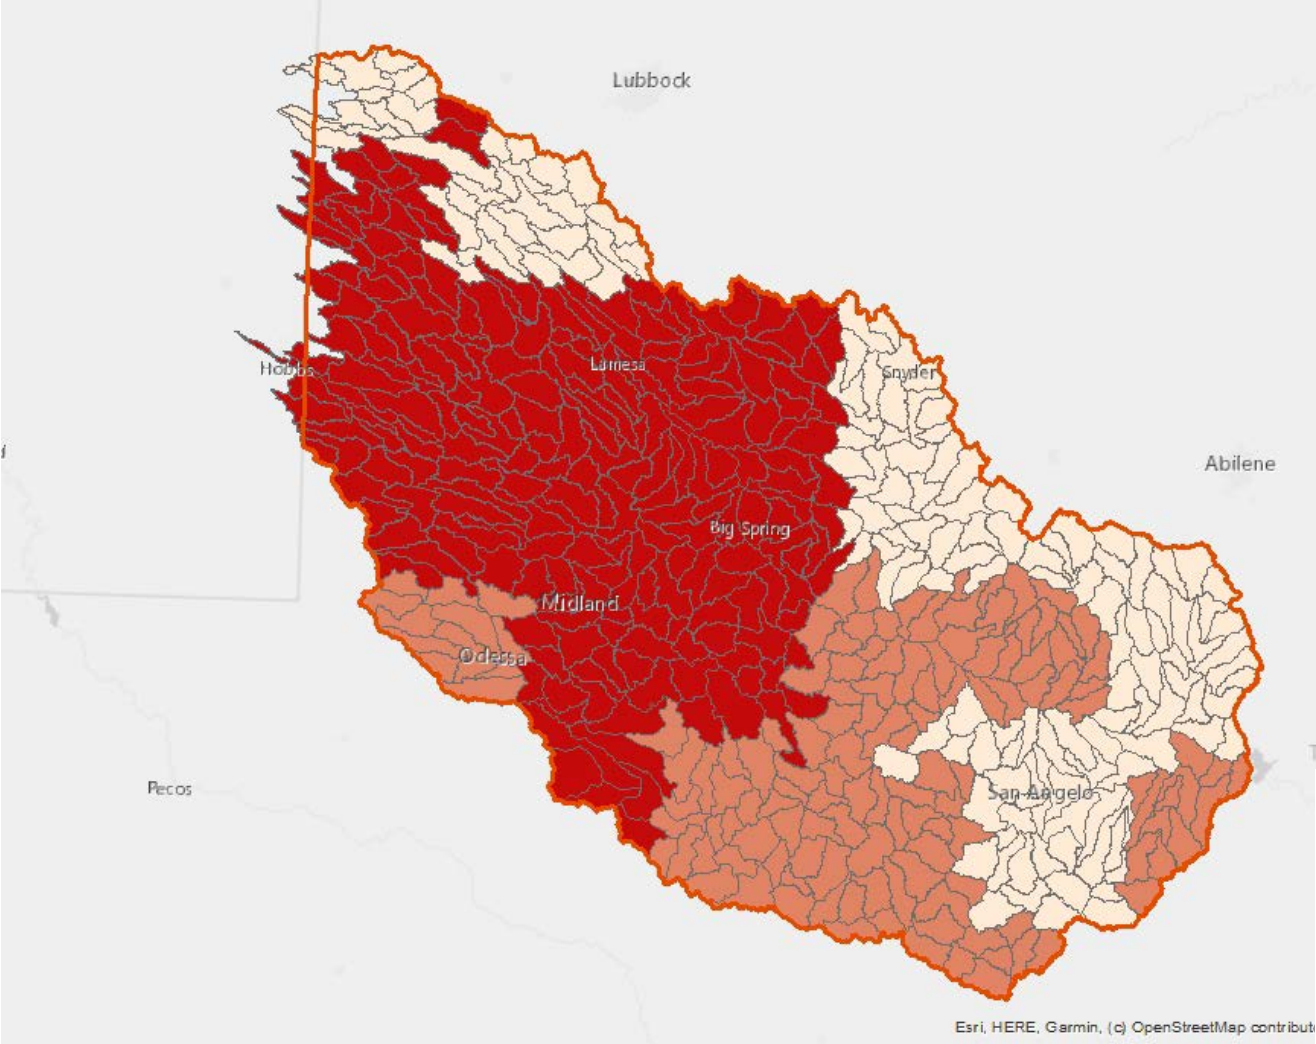 Lubbock
Hobbs
Lamesa
Snyder
Abilene
Big Spring
Midland
Odessa
Pecos
San Angelo
Esri, HERE, Garmin, (c) OpenStreetMap contribut